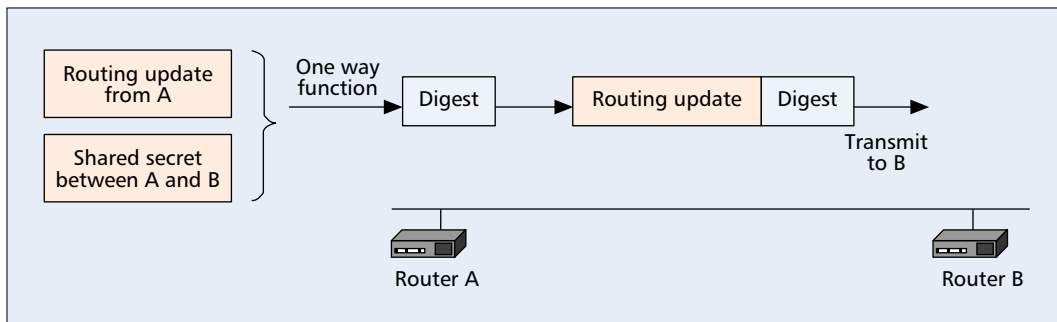 Routing update
from A
Shared secret
between A and B
One way
function
Digest
Routing update
Digest
Transmit
to B
Router A
Router B